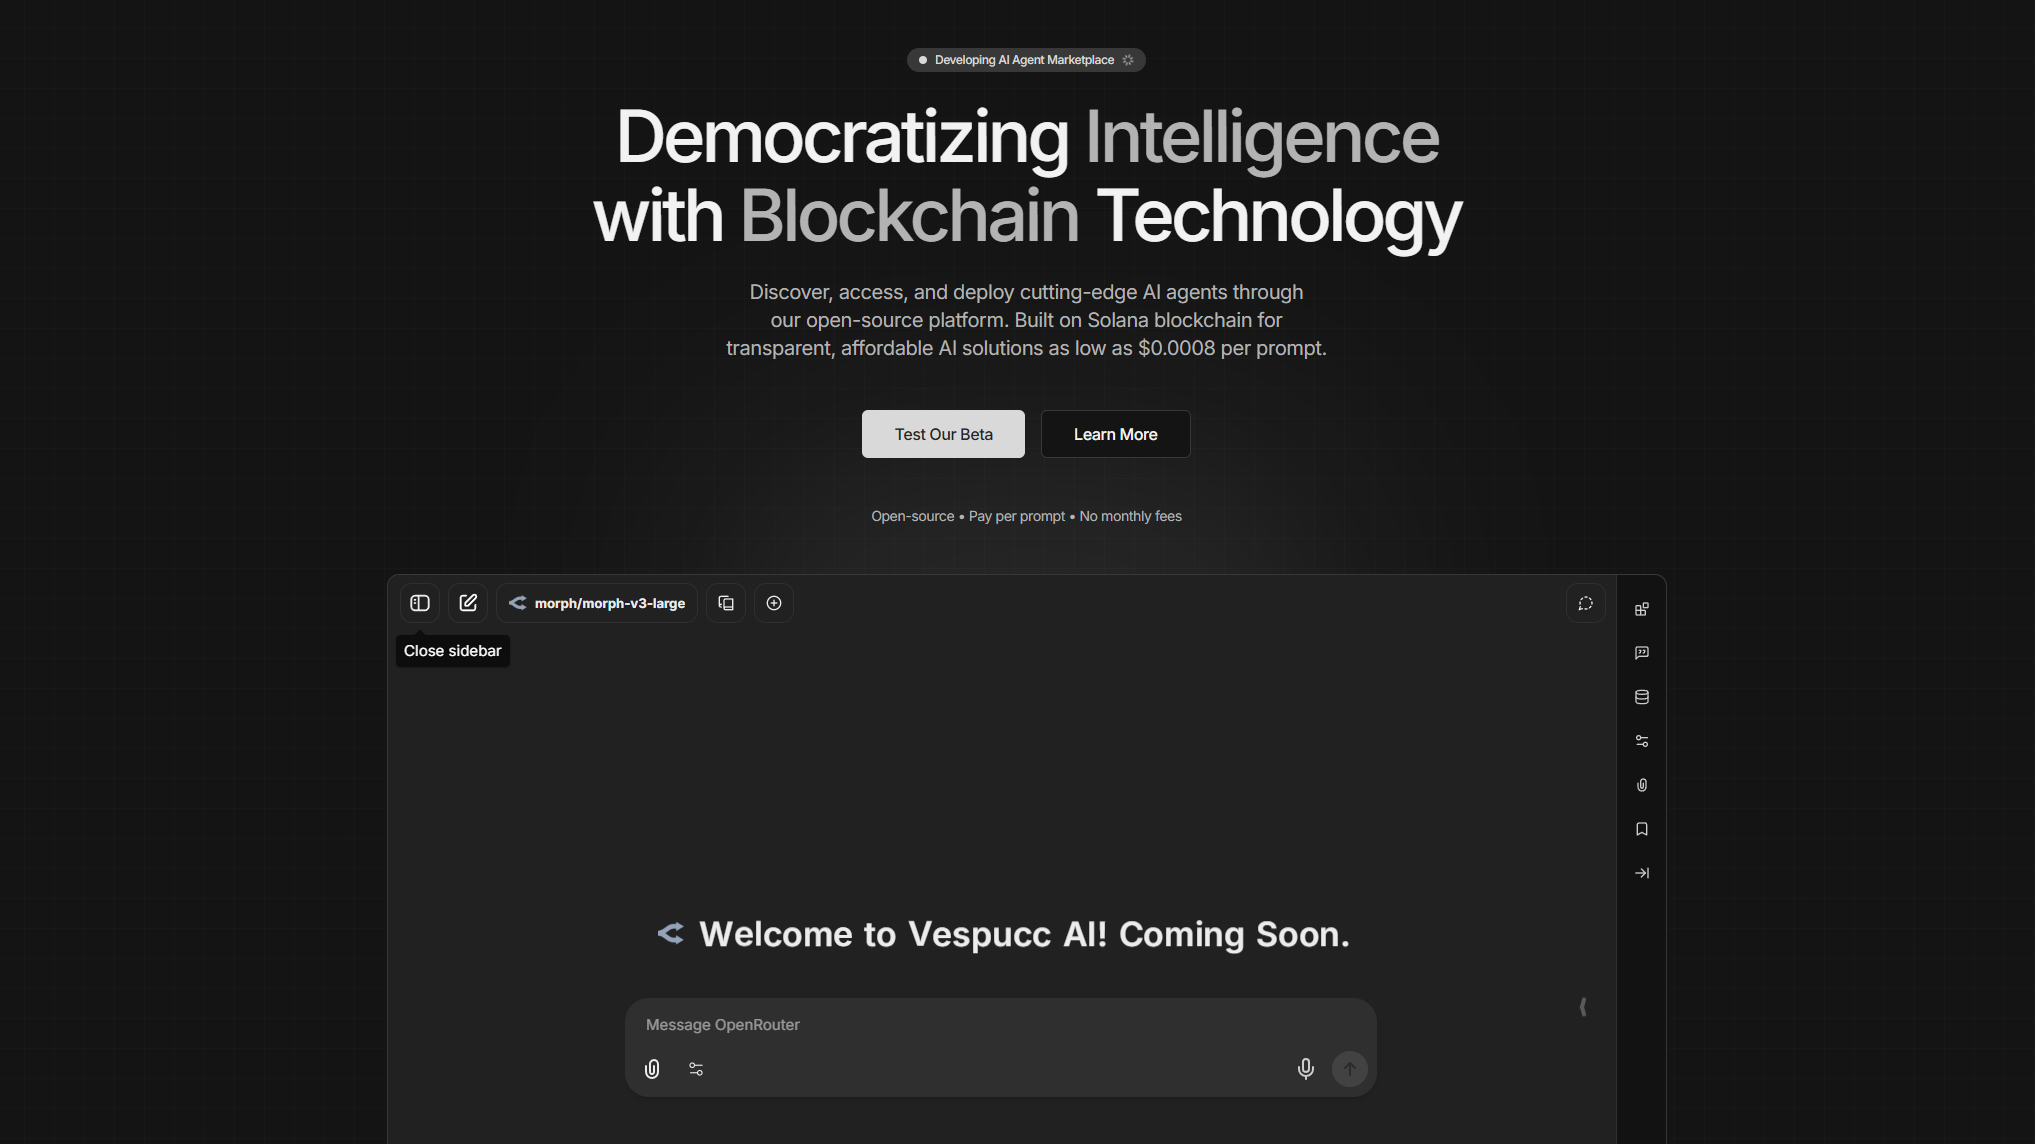 Developing AI Agent Marketplace
Democratizing Intelligence
with Blockchain Technology
Discover, access, and deploy cutting-edge AI agents through
our open-source platform. Built on Solana blockchain for
transparent, affordable AI solutions as low as $0.0008 per prompt.
Test Our Beta
Learn More
Open-source • Pay per prompt • No monthly fees
morph/morph-v3-large
Close sidebar
Welcome to Vespucc AI! Coming Soon.
Message OpenRouter